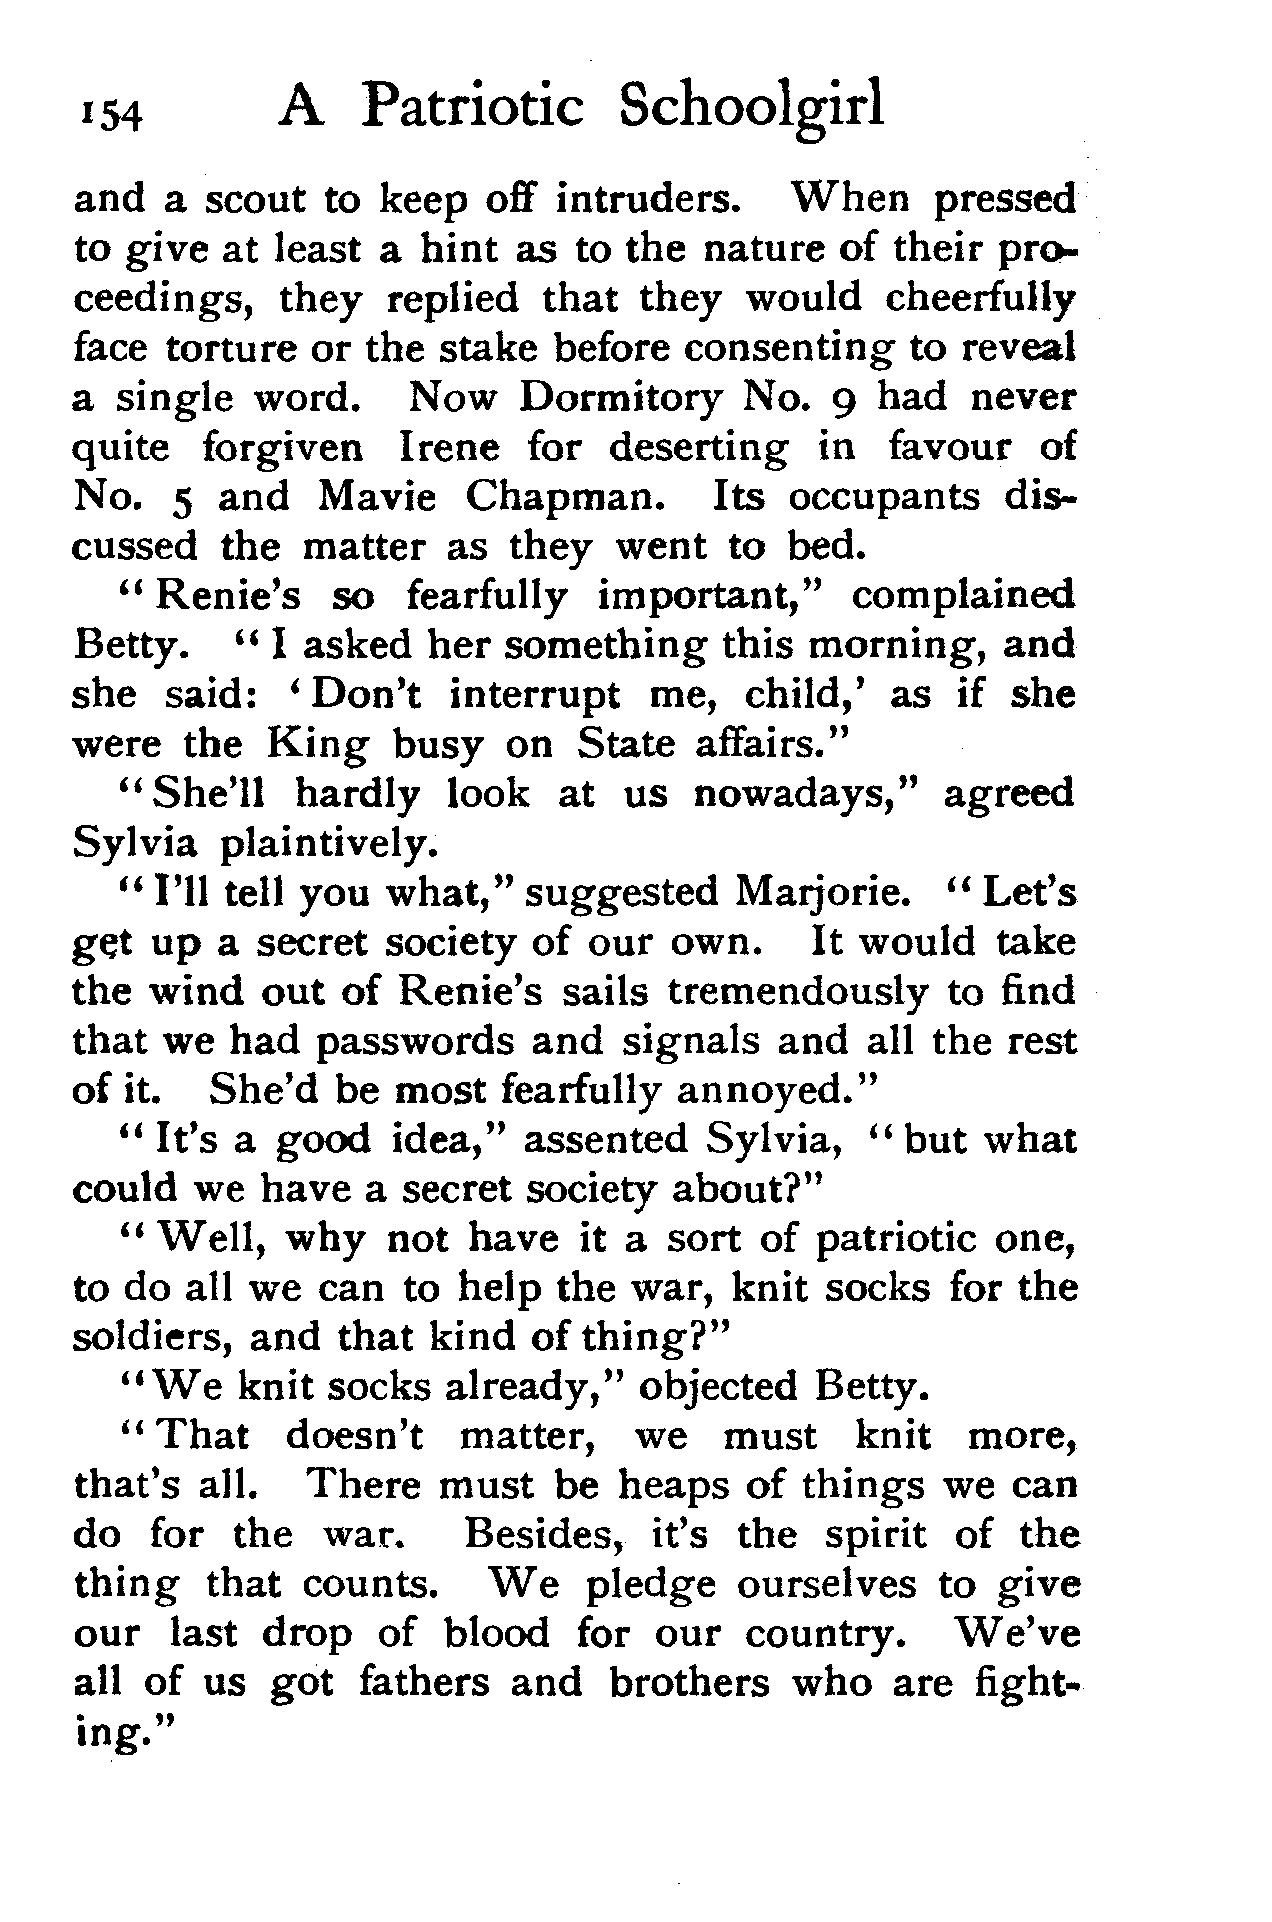 154 A Patriotic Schoolgirl
and a scout to keep off intruders. When pressed
to give at least a hint as to the nature of their pro-
ceedings, they replied that they would cheerfully
face torture or the stake before consenting to reveal
a single word. Now Dormitory No. 9 had never
quite forgiven Irene for deserting in favour of
No. 5 and Mavie Chapman. Its occupants dis-
cussed the matter as they went to bed.
“Renie’s so fearfully important,” complained
Betty. “I asked her something this morning, and
she said: ‘Don’t interrupt me, child,’ as if she
were the King busy on State affairs.”
“She’ll hardly look at us nowadays,” agreed
Sylvia plaintively.
“I’ll tell you what,” suggested Marjorie. “Let’s
get up a secret society of our own. It would take
the wind out of Renie’s sails tremendously to find
that we had passwords and signals and all the rest
of it. She’d be most fearfully annoyed.”
“It’s a good idea,” assented Sylvia, “but what
could we have a secret society about?”
“Well, why not have it a sort of patriotic one,
to do all we can to help the war, knit socks for the
soldiers, and that kind of thing?”
“We knit socks already,” objected Betty.
“That doesn’t matter, we must knit more,
that’s all. There must be heaps of things we can
do for the war. Besides, it’s the spirit of the
thing that counts. We pledge ourselves to give
our last drop of blood for our country. We’ve
all of us got fathers and brothers who are fight-
ing.”